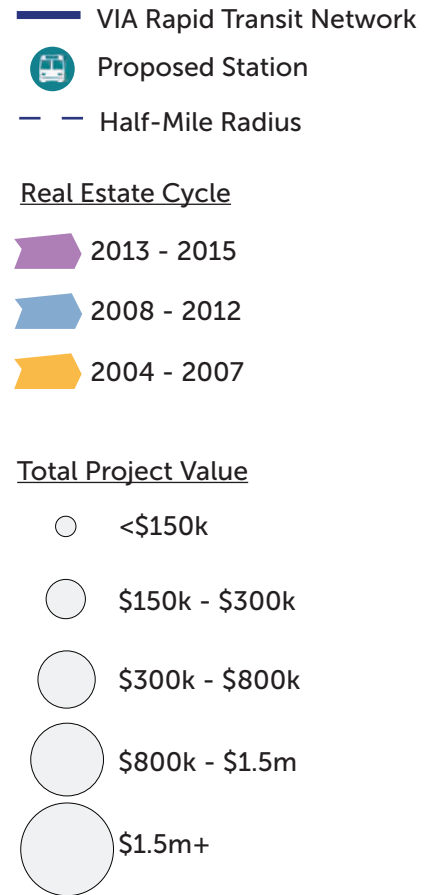 VIA Rapid Transit Network
Proposed Station
Half-Mile Radius
Real Estate Cycle
2013 - 2015
2008 - 2012
2004 - 2007
Total Project Value
<$150k
$150k - $300k
$300k - $800k
$800k - $1.5m
$1.5m+